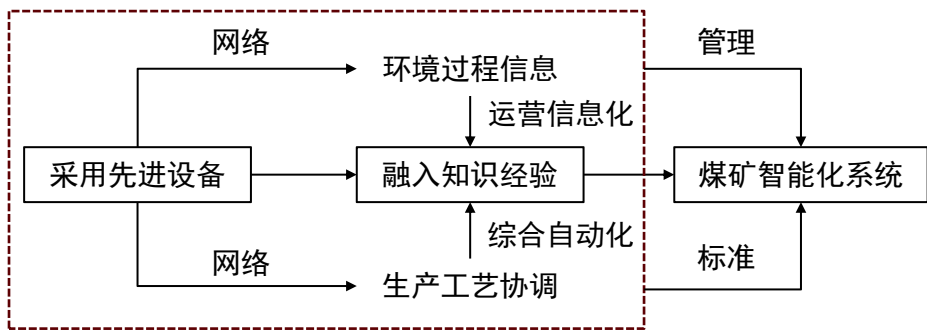 网络
管理
环境过程信息
运营信息化
采用先进设备
融入知识经验
煤矿智能化系统
综合自动化
网络
标准
生产工艺协调